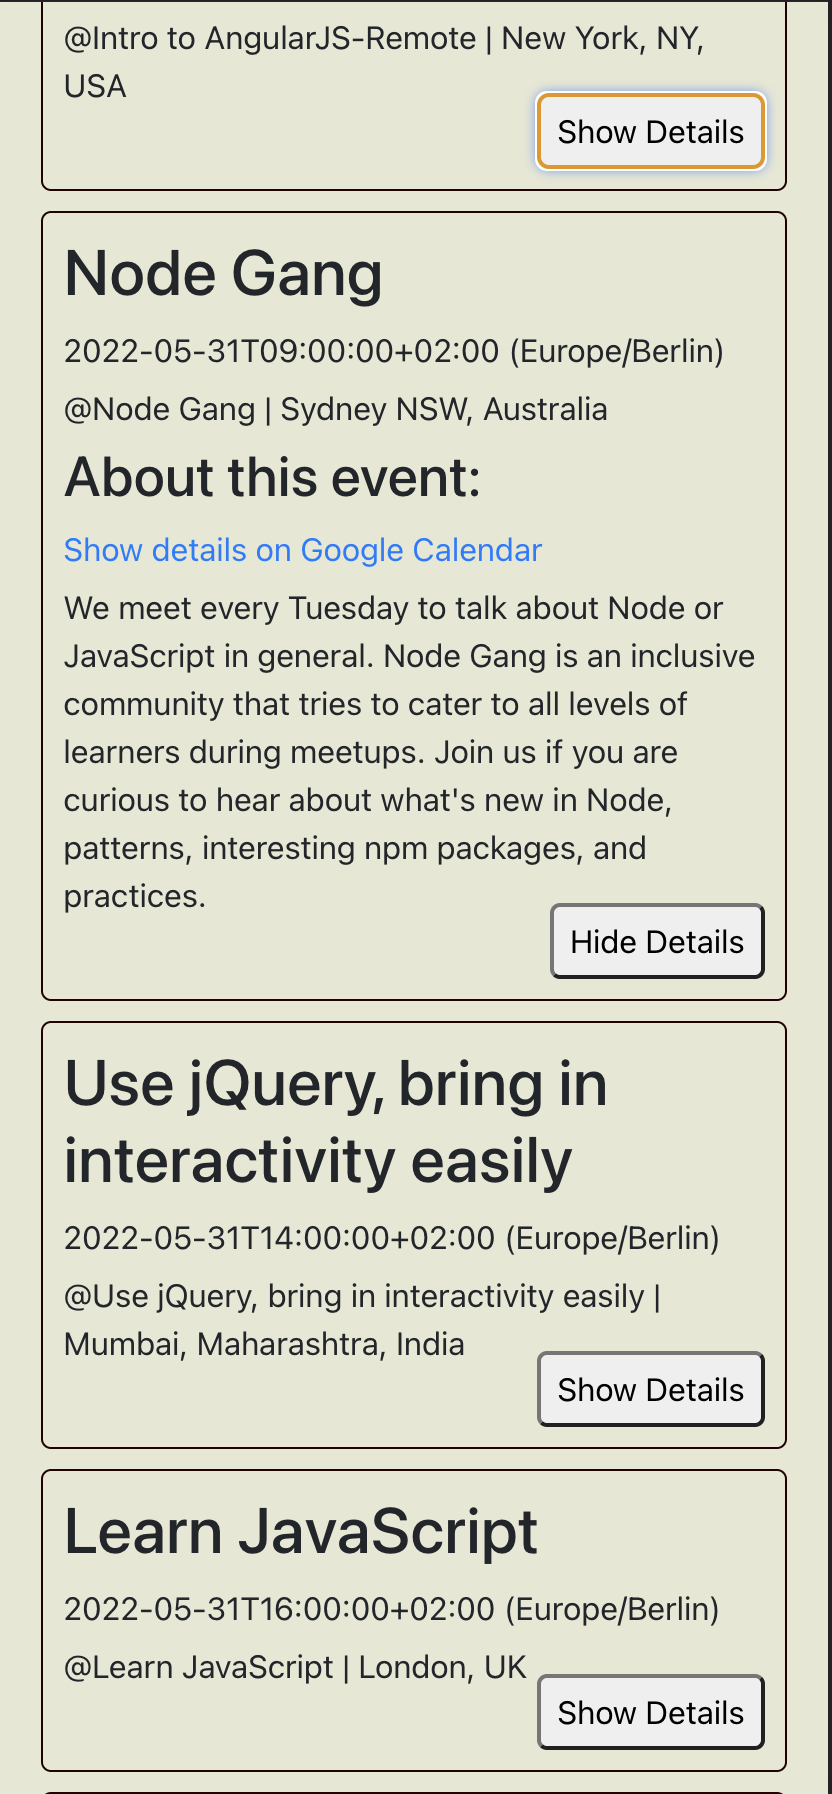 @Intro to AngularJS-Remote | New York, NY,
USA
Show Details
Node Gang
2022-05-31T09:00:00+02:00 (Europe/Berlin)
@Node Gang | Sydney NSW, Australia
About this event:
Show details on Google Calendar
We meet every Tuesday to talk about Node or
JavaScript in general. Node Gang is an inclusive
community that tries to cater to all levels of
learners during meetups. Join us if you are
curious to hear about what's new in Node,
patterns, interesting npm packages, and
practices.
Hide Details
Use jQuery, bring in
interactivity easily
2022-05-31T14:00:00+02:00 (Europe/Berlin)
@Use jQuery, bring in interactivity easily |
Mumbai, Maharashtra, India
Show Details
Learn JavaScript
2022-05-31T16:00:00+02:00 (Europe/Berlin)
@Learn JavaScript | London, UK
Show Details